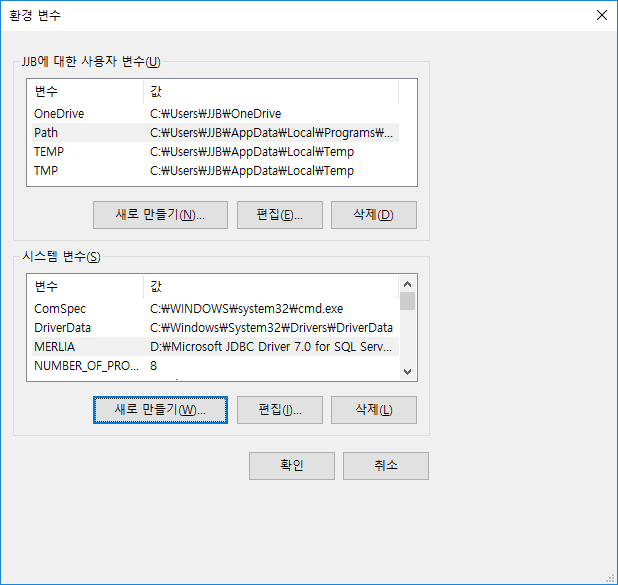 환경 변수
JJB에 대한 사용자 변수(U)
변수 값
OneDrive C:₩Users₩JJB₩OneDrive
Path C:₩Users₩JJB₩AppData₩Local₩Programs₩...
TEMP C:₩Users₩JJB₩AppData₩Local₩Temp
TMP C:₩Users₩JJB₩AppData₩Local₩Temp
새로 만들기(N)... 편집(E)... 삭제(D)
시스템 변수(S)
변수 값
ComSpec C:₩WINDOWS₩system32₩cmd.exe
DriverData C:₩Windows₩System32₩Drivers₩DriverData
MERLIA D:₩Microsoft JDBC Driver 7.0 for SQL Serv...
NUMBER_OF_PRO... 8
새로 만들기(W)... 편집(I)... 삭제(L)
확인 취소